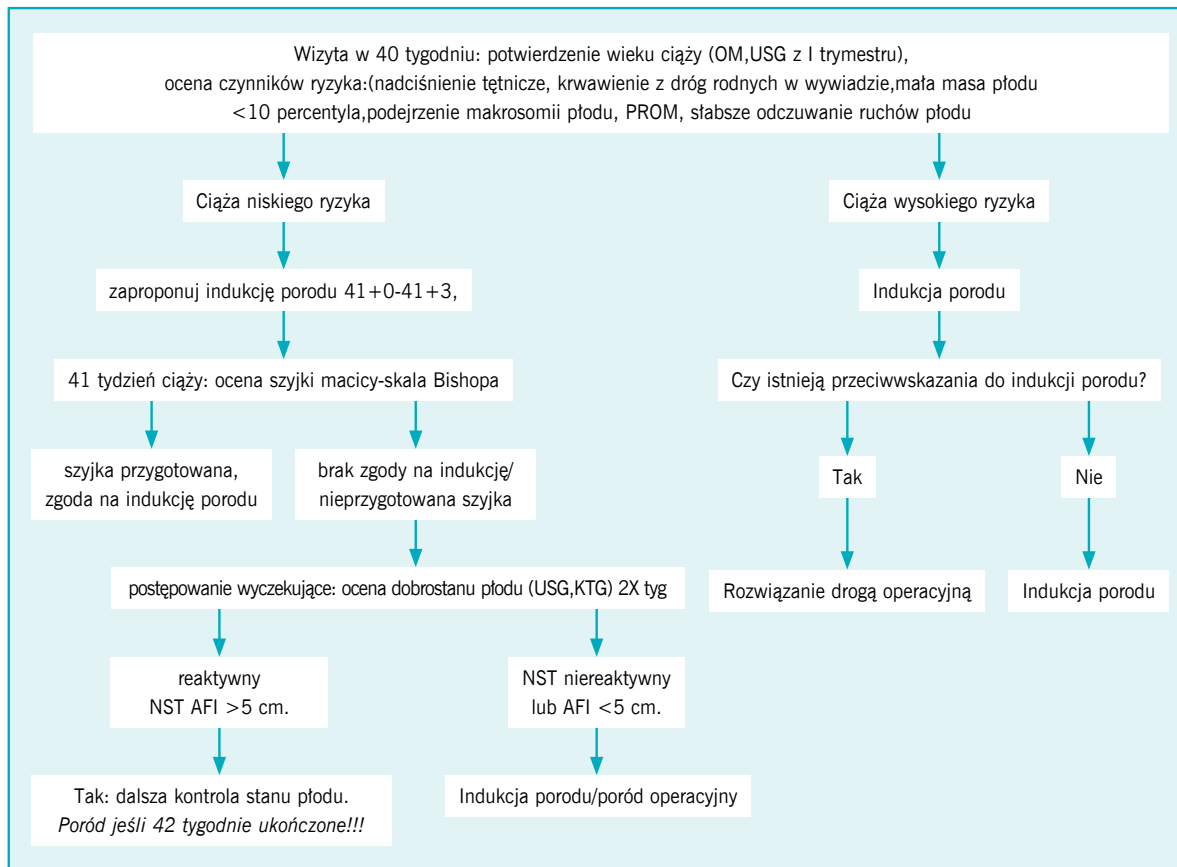 Wizyta w 40 tygodniu: potwierdzenie wieku ciąży (OM,USG z I trymestru),
ocena czynników ryzyka:(nadciśnienie tętnicze, krwawienie z dróg rodnych w wywiadzie,mała masa płodu
<10 percentyla,podejrzenie makrosomii płodu, PROM, słabsze odczuwanie ruchów płodu
Ciąża niskiego ryzyka
Ciąża wysokiego ryzyka
zaproponuj indukcję porodu 41+0-41+3,
Indukcja porodu
41 tydzień ciąży: ocena szyjki macicy-skala Bishopa
Czy istnieją przeciwwskazania do indukcji porodu?
szyjka przygotowana,
zgoda na indukcję porodu
brak zgody na indukcję/
nieprzygotowana szyjka
Tak
Nie
postępowanie wyczekujące: ocena dobrostanu płodu (USG,KTG) 2X tyg
Rozwiązanie drogą operacyjną
Indukcja porodu
reaktywny
NST AFI >5 cm.
NST niereaktywny
lub AFI <5 cm.
Tak: dalsza kontrola stanu płodu.
Poród jeśli 42 tygodnie ukończone!!!
Indukcja porodu/poród operacyjny